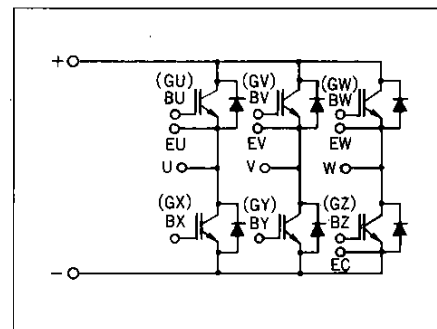 +
(GU) (GV) (GW)
BU BV BW
EU EV EW
U V W
(GX) (GY) (GZ)
BX BY BZ
EC
-